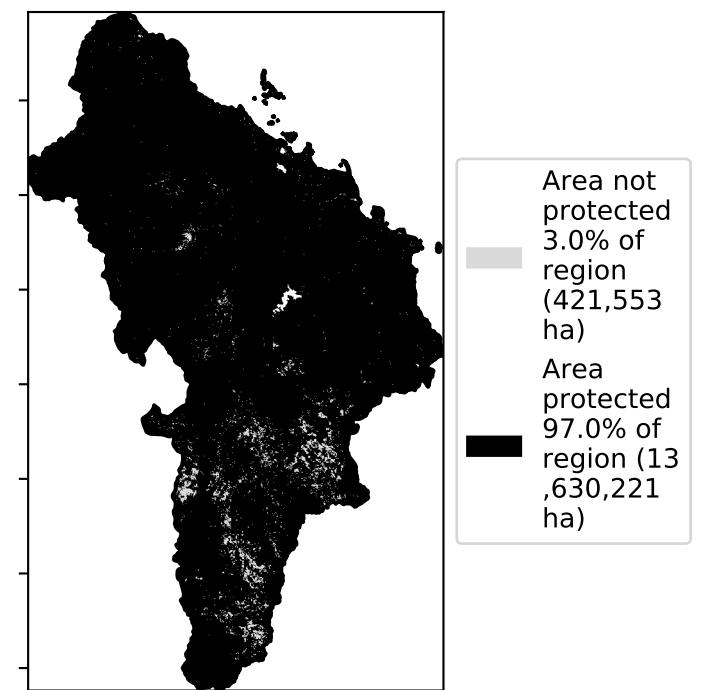 Area not
protected
3.0% of
region
(421,553
ha)
Area
protected
97.0% of
region (13
,630,221
ha)